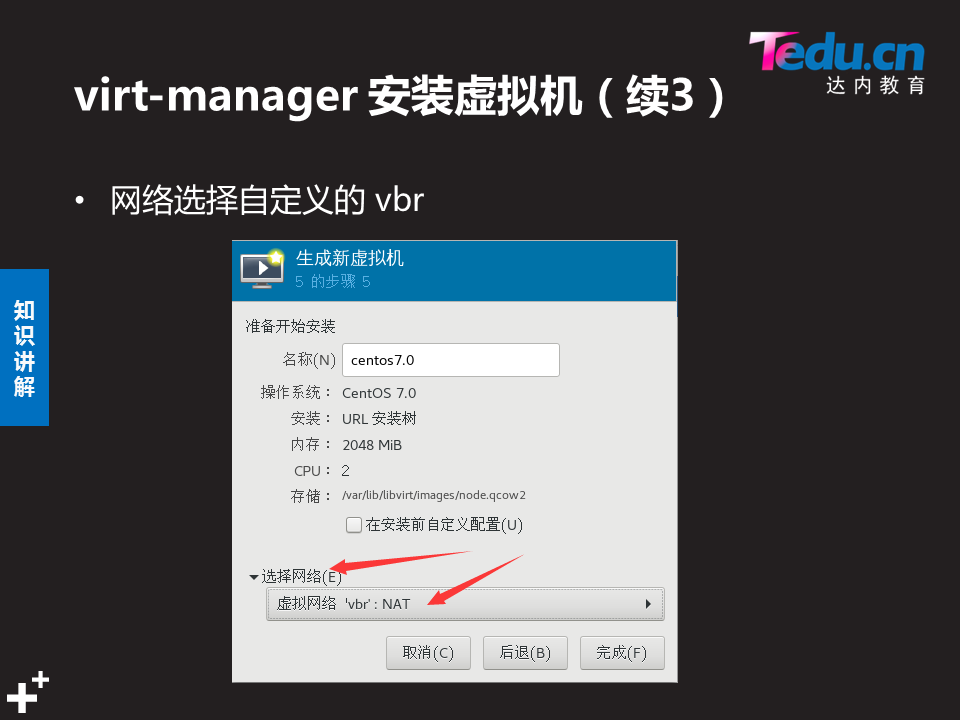 Tedu.cn
达内教育
virt-manager 安装虚拟机（续3）
• 网络选择自定义的 vbr
知识讲解
生成新虚拟机
5 的步骤 5
准备开始安装
名称(N) centos7.0
操作系统： CentOS 7.0
安装： URL 安装树
内存： 2048 MiB
CPU： 2
存储： /var/lib/libvirt/images/node.qcow2
在安装前自定义配置(U)
选择网络(E)
虚拟网络 'vbr' : NAT
取消(C) 后退(B) 完成(F)